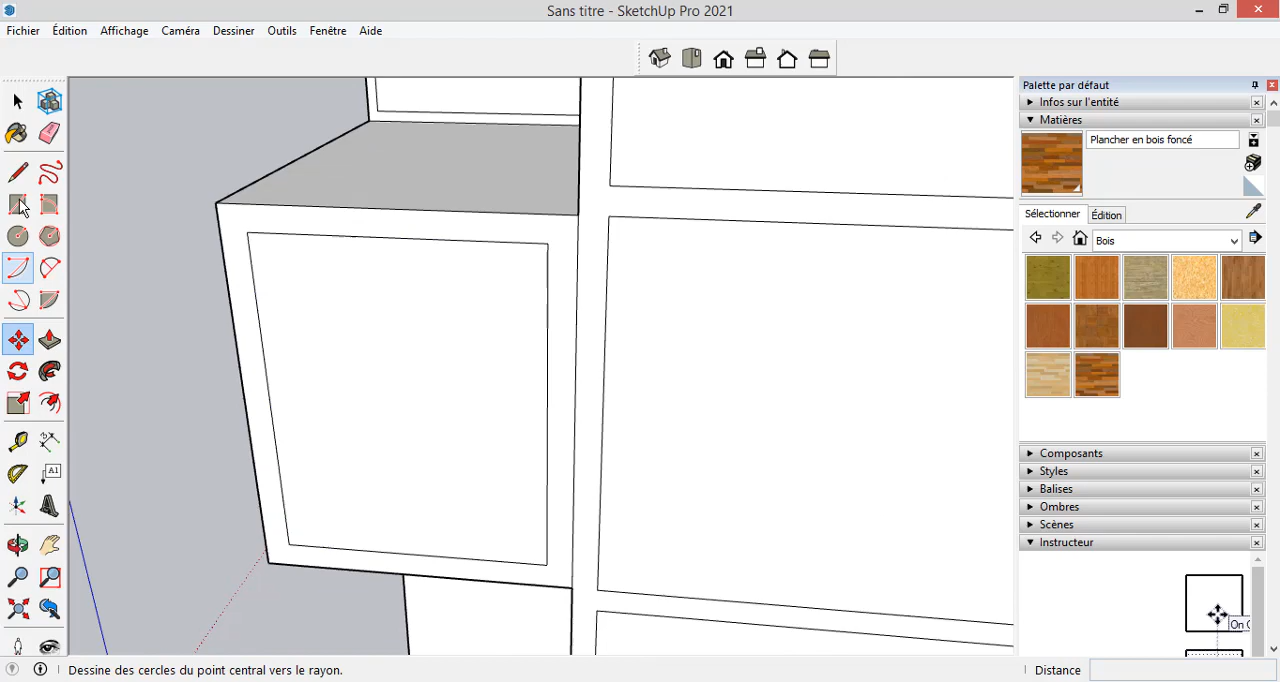 Sans titre - SketchUp Pro 2021
Fichier Édition Affichage Caméra Dessiner Outils Fenêtre Aide
Palette par défaut
Infos sur l'entité
Matières
Plancher en bois foncé
Sélectionner Édition
Bois
A1
Composants
Styles
Balises
Ombres
Scènes
Instructeur
On
Dessine des cercles du point central vers le rayon.
Distance